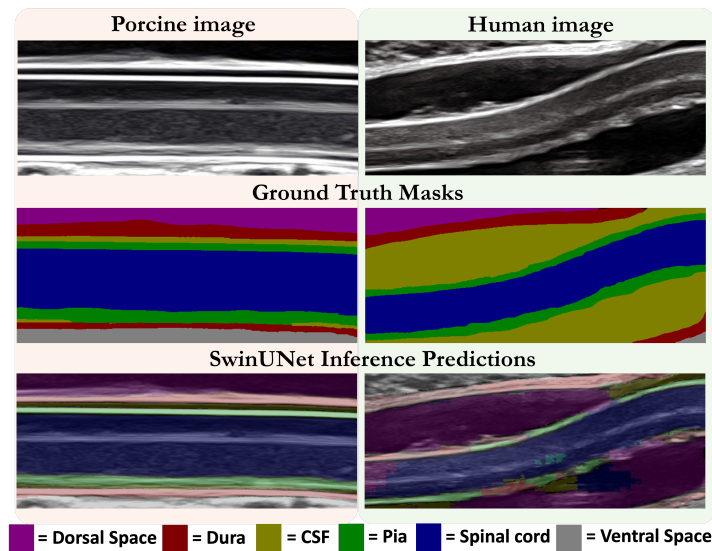 Porcine image
Human image
Ground Truth Masks
SwinUNet Inference Predictions
= Dorsal Space = Dura = CSF = Pia = Spinal cord = Ventral Space